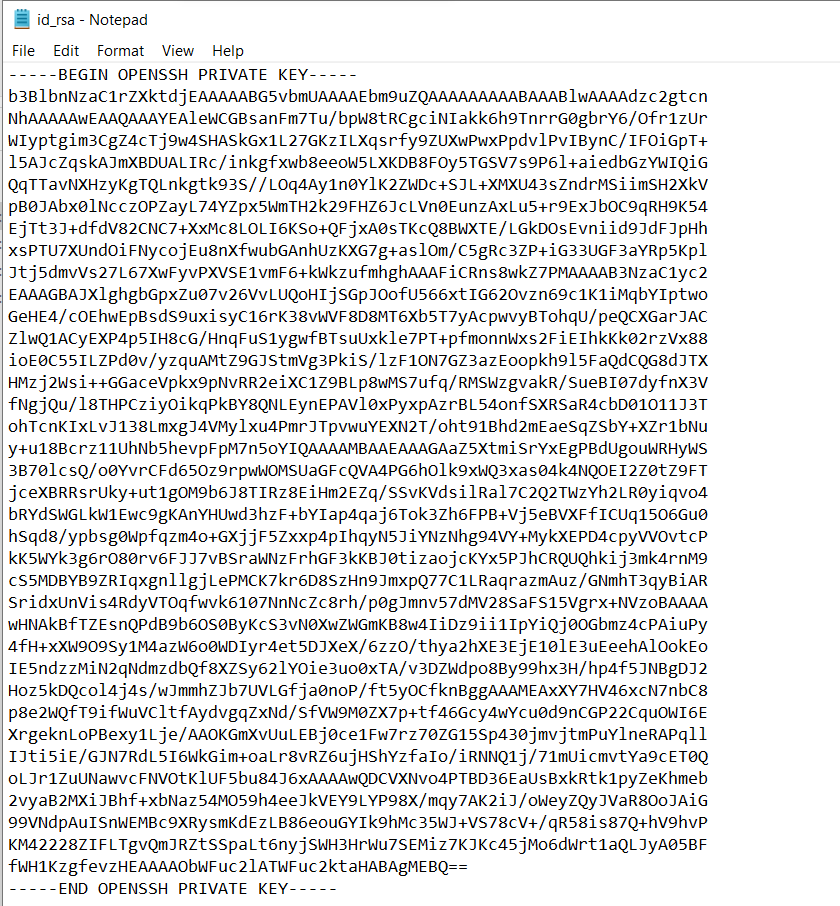 id_rsa - Notepad
File Edit Format View Help
-----BEGIN OPENSSH PRIVATE KEY-----
b3BlbnNzaC1rZXktdjEAAAAABG5vbmUAAAAEbm9uZQAAAAAAAAABAAABlwAAAAdzc2gtcn
NhAAAAAwEAAQAAAYEAleWCGBsanFm7Tu/bpW8tRCgciNIakk6h9TnrrG0gbrY6/Ofr1zUr
WIyptgim3CgZ4cTj9w4SHASkGx1L27GKzILXqsrfy9ZUXwPwxPpdvlPvIBynC/IFOiGpT+
l5AJcZqskAJmXBDUALIRc/inkgfxwb8eeoW5LXKDB8FOy5TGSV7s9P6l+aiedbGzYWIQiG
QqTTavNXHzyKgTQLnkgtk93S//LOq4Ay1n0YlK2ZWDc+SJL+XMXU43sZndrMSiimSH2XkV
pB0JAbx0lNcczOPZayL74YZpx5WmTH2k29FHZ6JcLVn0EunzAxLu5+r9ExJbOC9qRH9K54
EjTt3J+dfdV82CNC7+XxMc8LOLI6KSo+QFjxA0sTKcQ8BWXTE/LGkDOsEvniid9JdFJpHh
xsPTU7XUndOiFNycojEu8nXfwubGAnhUzKXG7g+aslOm/C5gRc3ZP+iG33UGF3aYRp5Kpl
Jtj5dmvVs27L67XwFyvPXVSE1vmF6+kWkzufmhghAAAFiCRns8wkZ7PMAAAAB3NzaC1yc2
EAAAGBAJXlghgbGpxZu07v26VvLUQoHIjSGpJOofU566xtIG62Ovzn69c1K1iMqbYIptwo
GeHE4/cOEhwEpBsdS9uxisyC16rK38vWVF8D8MT6Xb5T7yAcpwvyBTohqU/peQCXGarJAC
ZlwQ1ACyEXP4p5IH8cG/HnqFuS1ygwfBTsuUxkle7PT+pfmonnWxs2FiEIhkKk02rzVx88
ioE0C55ILZPd0v/yzquAMtZ9GJStmVg3PkiS/lzF1ON7GZ3azEoopkh9l5FaQdCQG8dJTX
HMzj2Wsi++GGaceVpkx9pNvRR2eiXC1Z9BLp8wMS7ufq/RMSWzgvakR/SueBI07dyfnX3V
fNgjQu/l8THPCziyOikqPkBY8QNLEynEPAVl0xPyxpAzrBL54onfSXRSaR4cbD01O11J3T
ohTcnKIxLvJ138LmxgJ4VMylxu4PmrJTpvwuYEXN2T/oht91Bhd2mEaeSqZSbY+XZr1bNu
y+u18Bcrz11UhNb5hevpFpM7n5oYIQAAAAMBAAEAAAGAaZ5XtmiSrYxEgPBdUgouWRHyWS
3B70lcsQ/o0YvrCFd65Oz9rpwWOMSUaGFcQVA4PG6hOlk9xWQ3xas04k4NQOEI2Z0tZ9FT
jceXBRRsrUky+ut1gOM9b6J8TIRz8EiHm2EZq/SSvKVdsilRal7C2Q2TWzYh2LR0yiqvo4
bRYdSWGLkW1Ewc9gKAnYHUwd3hzF+bYIap4qaj6Tok3Zh6FPB+Vj5eBVXFfICUq15O6Gu0
hSqd8/ypbsg0Wpfqzm4o+GXjjF5Zxxp4pIhqyN5JiYNzNhg94VY+MykXEPD4cpyVVOvtcP
kK5WYk3g6rO80rv6FJJ7vBSraWNzFrhGF3kKBJ0tizaojcKYx5PJhCRQUQhkij3mk4rnM9
cS5MDBYB9ZRIqxgnllgjLePMCK7kr6D8SzHn9JmxpQ77C1LRaqrazmAuz/GNmhT3qyBiAR
SridxUnVis4RdyVTOqfwvk6107NnNcZc8rh/p0gJmnv57dMV28SaFS15Vgrx+NVzoBAAAA
wHNAkBfTZEsnQPdB9b6OS0ByKcS3vN0XwZWGmKB8w4IiDz9ii1IpYiQj0OGbmz4cPAiuPy
4fH+xXW9O9Sy1M4azW6o0WDIyr4et5DJXeX/6zzO/thya2hXE3EjE10lE3uEeehAlOokEo
IE5ndzzMiN2qNdmzdbQf8XZSy62lYOie3uo0xTA/v3DZWdpo8By99hx3H/hp4f5JNBgDJ2
Hoz5kDQcol4j4s/wJmmhZJb7UVLGfja0noP/ft5yOCfknBggAAAMEAxXY7HV46xcN7nbC8
p8e2WQfT9ifWuVCltfAydvgqZxNd/SfVW9M0ZX7p+tf46Gcy4wYcu0d9nCGP22CquOWI6E
XrgeknLoPBexy1Lje/AAOKGmXvUuLEBj0ce1Fw7rz70ZG15Sp430jmvjtmPuYlneRAPqll
IJti5iE/GJN7RdL5I6WkGim+oaLr8vRZ6ujHShYzfaIo/iRNNQ1j/71mUicmvtYa9cET0Q
oLJr1ZuUNawvcFNVOtKlUF5bu84J6xAAAAwQDCVXNvo4PTBD36EaUsBxkRtk1pyZeKhmeb
2vyaB2MXiJBhf+xbNaz54MO59h4eeJkVEY9LYP98X/mqy7AK2iJ/oWeyZQyJVaR8OoJAiG
99VNdpAuISnWEMBc9XRysmKdEzLB86eouGYIk9hMc35WJ+VS78cV+/qR58is87Q+hV9hvP
KM42228ZIFLTgvQmJRZtSSpaLt6nyjSWH3HrWu7SEMiz7KJKc45jMo6dWrt1aQLJyA05BF
fWH1KzgfevzHEAAAAObWFuc2lATWFuc2ktaHABAgMEBQ==
-----END OPENSSH PRIVATE KEY-----